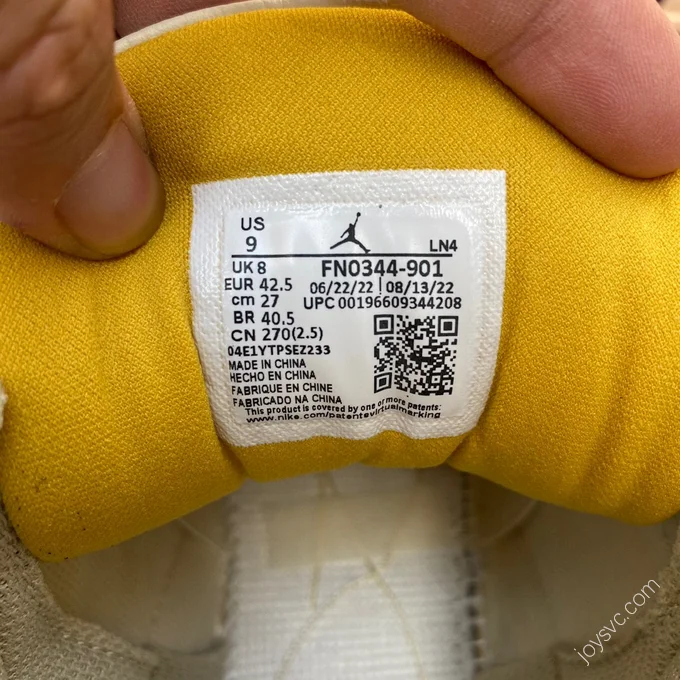 US
9
LN4
UK 8
FN0344-901
EUR 42.5
06/22/22 | 08/13/22
cm 27
UPC 00196609344208
BR 40.5
CN 270(2.5)
04E1YTPSEZ233
MADE IN CHINA
HECHO EN CHINA
FABRIQUE EN CHINE
FABRICADO NA CHINA
This product is covered by one or more patents:
www.nike.com/patentevirtualmarking
joysvc.com